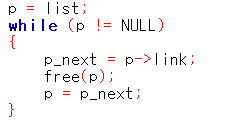 p = list;
while (p != NULL)
{
    p_next = p->link;
    free(p);
    p = p_next;
}